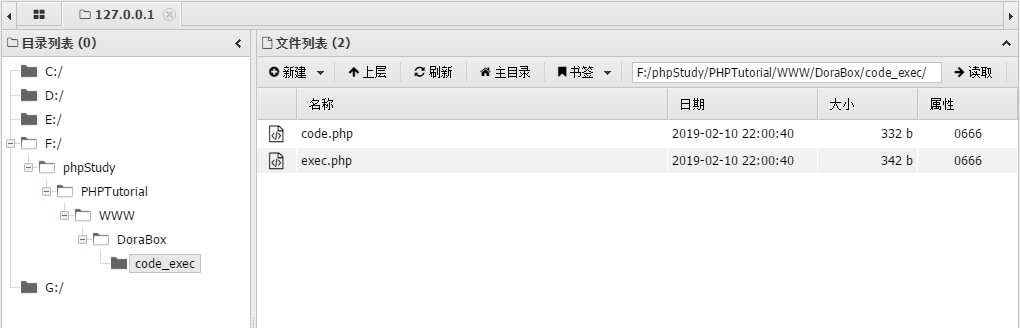 127.0.0.1
目录列表 (0)
C:/
D:/
E:/
F:/
phpStudy
PHPTutorial
WWW
DoraBox
code_exec
G:/
文件列表 (2)
新建 上层 刷新 主目录 书签 F:/phpStudy/PHPTutorial/WWW/DoraBox/code_exec/ 读取
名称 日期 大小 属性
code.php 2019-02-10 22:00:40 332 b 0666
exec.php 2019-02-10 22:00:40 342 b 0666